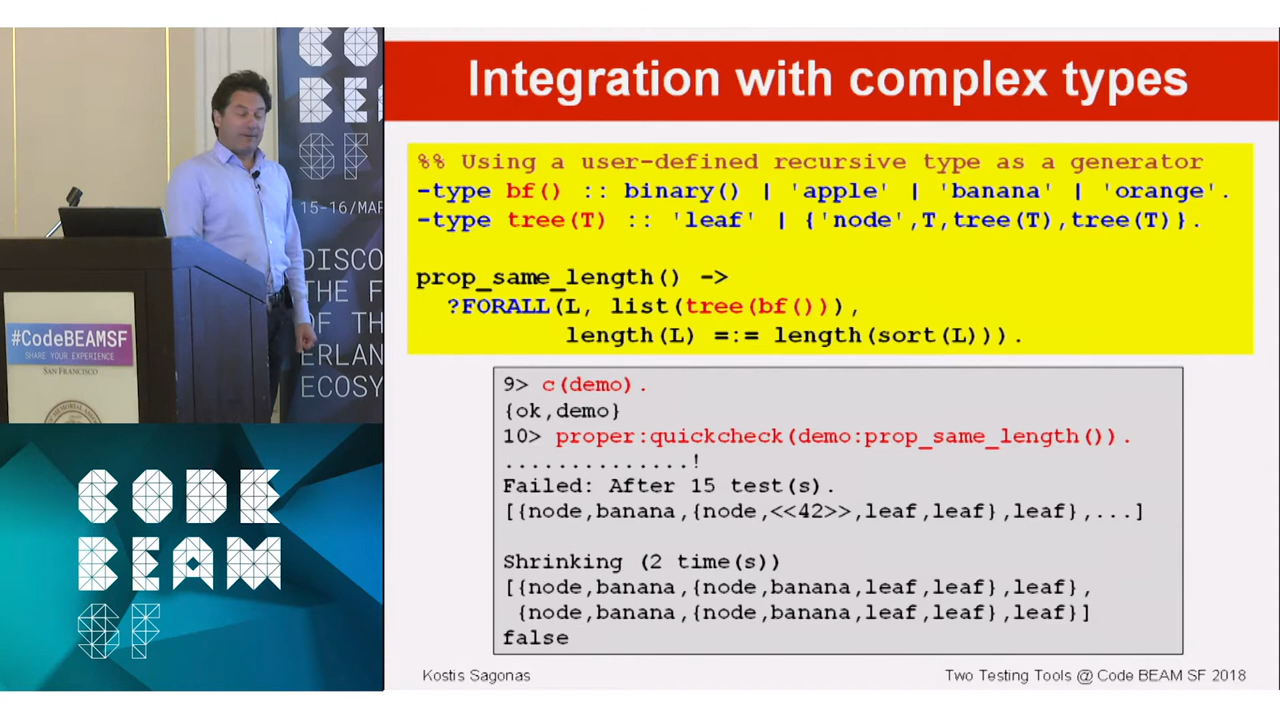 CO
BEA
SF
15-16/MAR
DISCO
THE F
OF TH
ERLAN
ECOSY
#CodeBEAMSF
SHARE YOUR EXPERIENCE
SAN FRANCISCO
CODE
BEAM
SF
Integration with complex types
%% Using a user-defined recursive type as a generator
-type bf() :: binary() | 'apple' | 'banana' | 'orange'.
-type tree(T) :: 'leaf' | {'node',T,tree(T),tree(T)}.
prop_same_length() ->
?FORALL(L, list(tree(bf())),
length(L) =:= length(sort(L))).
9> c(demo).
{ok,demo}
10> proper:quickcheck(demo:prop_same_length()).
..............!
Failed: After 15 test(s).
[{node,banana,{node,<<42>>,leaf,leaf},leaf},...]
Shrinking (2 time(s))
[{node,banana,{node,banana,leaf,leaf},leaf},
{node,banana,{node,banana,leaf,leaf},leaf}]
false
Kostis Sagonas
Two Testing Tools @ Code BEAM SF 2018